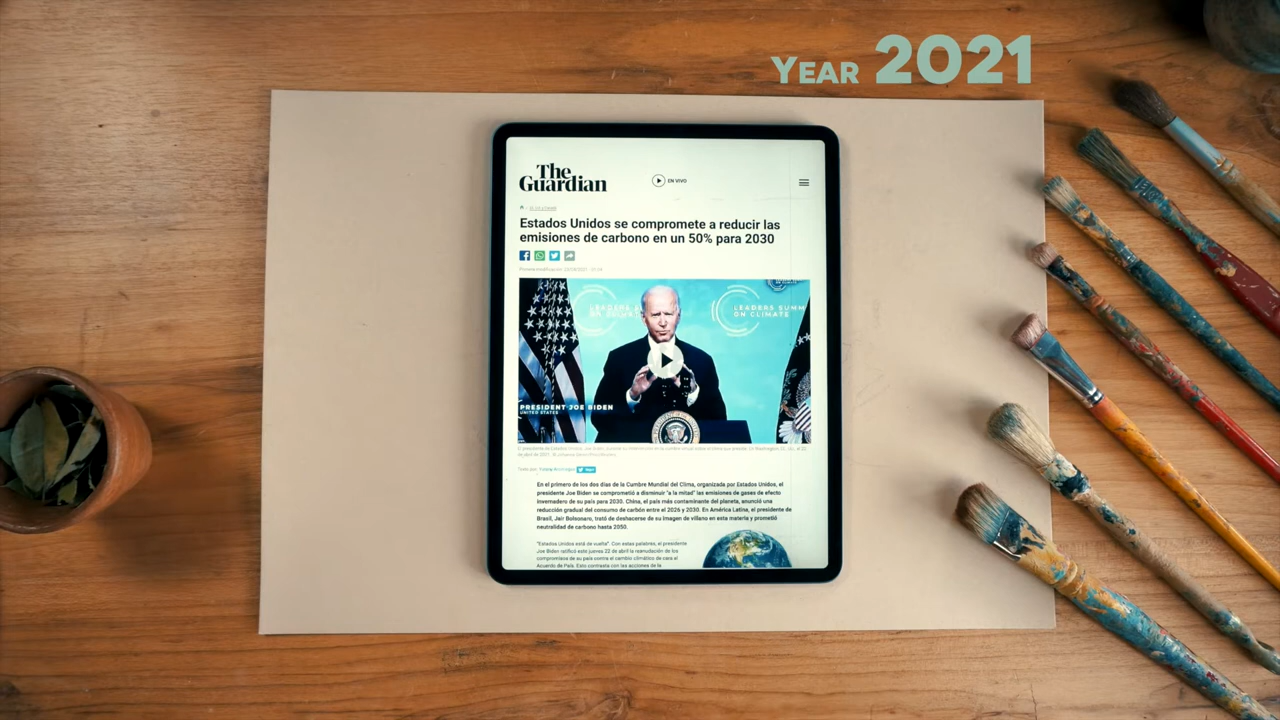 YEAR 2021
The
Guardian
EN VIVO
Estados Unidos se compromete a reducir las
emisiones de carbono en un 50% para 2030
LEADERS SUMM
ON CLIMATE
PRESIDENT JOE BIDEN
UNITED STATES
En el primero de los dos días de la Cumbre Mundial del Clima, organizada por Estados Unidos, el
presidente Joe Biden se comprometió a disminuir "a la mitad" las emisiones de gases de efecto
invernadero de su país para 2030. China, el país más contaminante del planeta, anunció una
reducción gradual del consumo de carbón entre el 2026 y 2030. En América Latina, el presidente de
Brasil, Jair Bolsonaro, trató de deshacerse de su imagen de villano en esta materia y prometió
neutralidad de carbono hasta 2050.
"Estados Unidos está de vuelta". Con estas palabras, el presidente
Joe Biden ratificó este jueves 22 de abril la reanudación de los
compromisos de su país contra el cambio climático de cara al
Acuerdo de País. Esto contrasta con las acciones de la